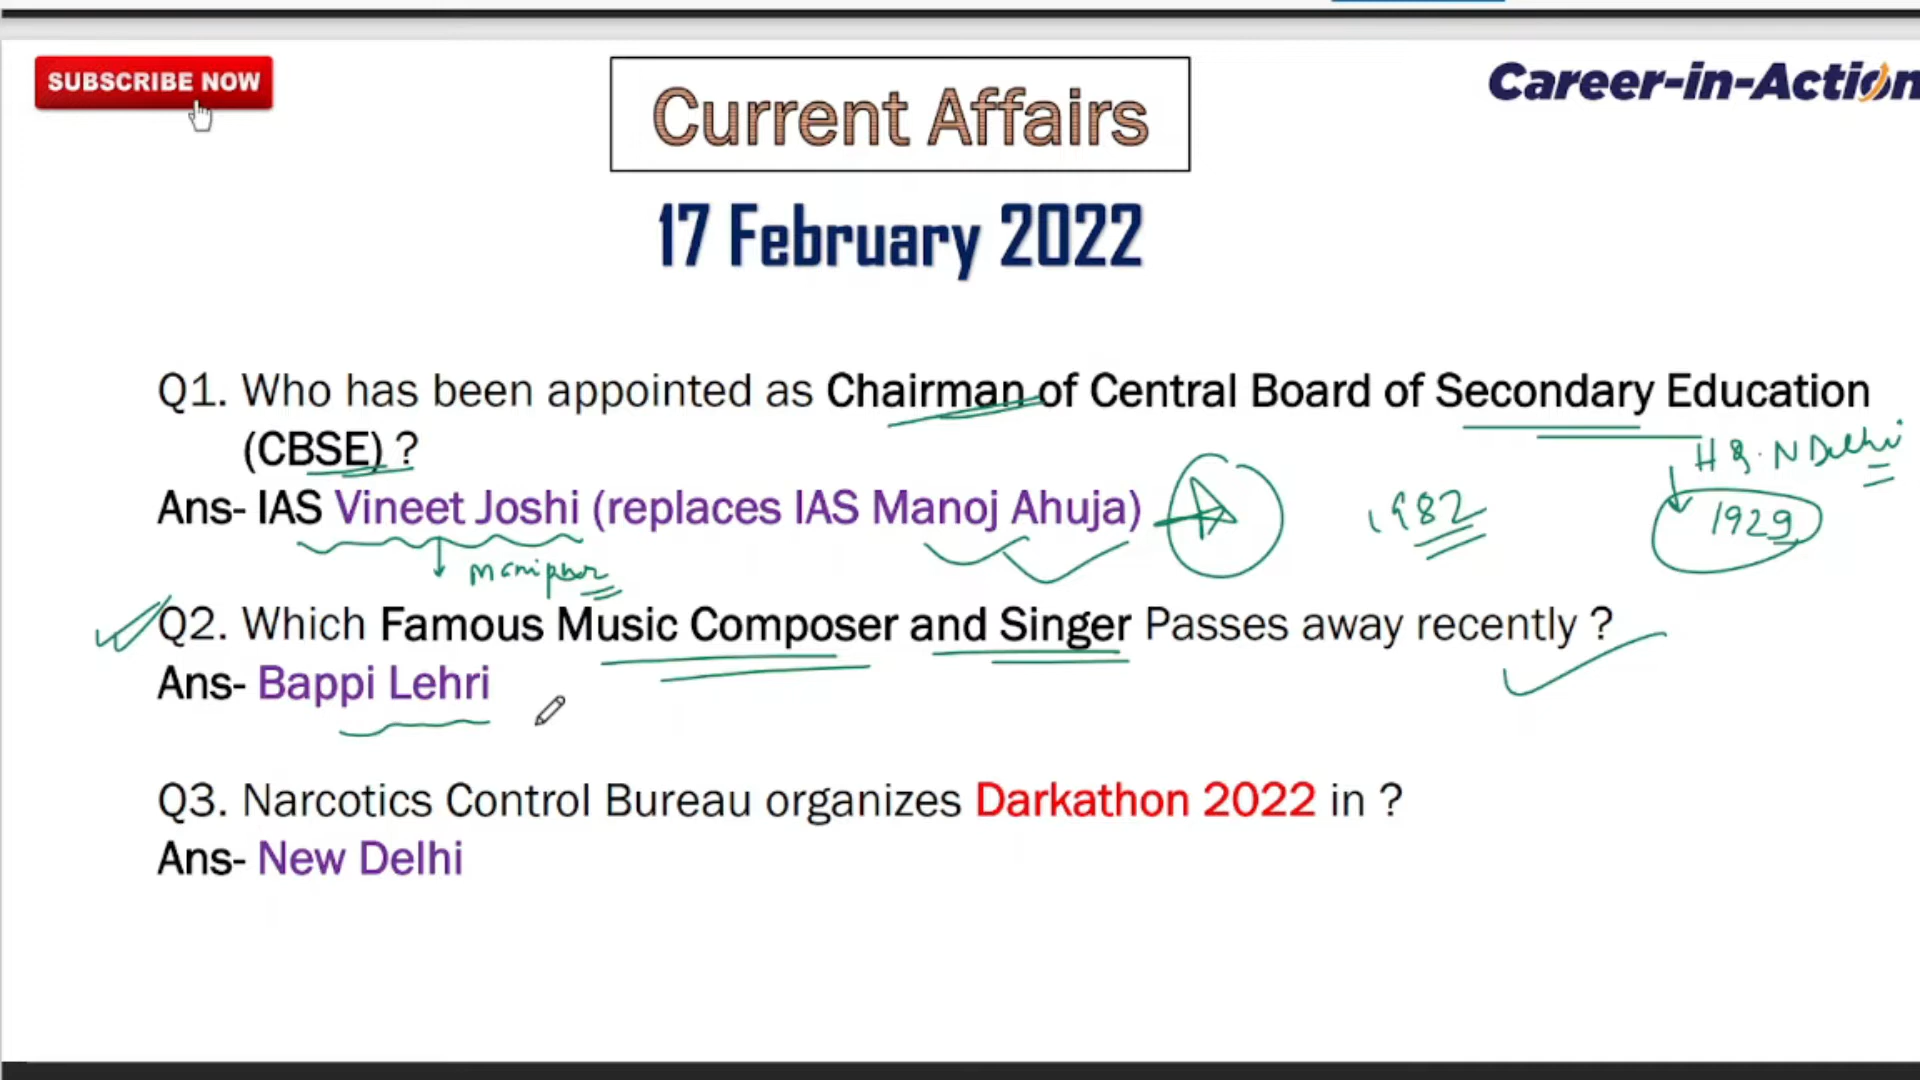 SUBSCRIBE NOW
Career-in-Action
Current Affairs
17 February 2022
Q1. Who has been appointed as Chairman of Central Board of Secondary Education
(CBSE) ?
H Q. N Delhi
Ans- IAS Vineet Joshi (replaces IAS Manoj Ahuja)
1982
1929
Manipur
Q2. Which Famous Music Composer and Singer Passes away recently ?
Ans- Bappi Lehri
Q3. Narcotics Control Bureau organizes Darkathon 2022 in ?
Ans- New Delhi